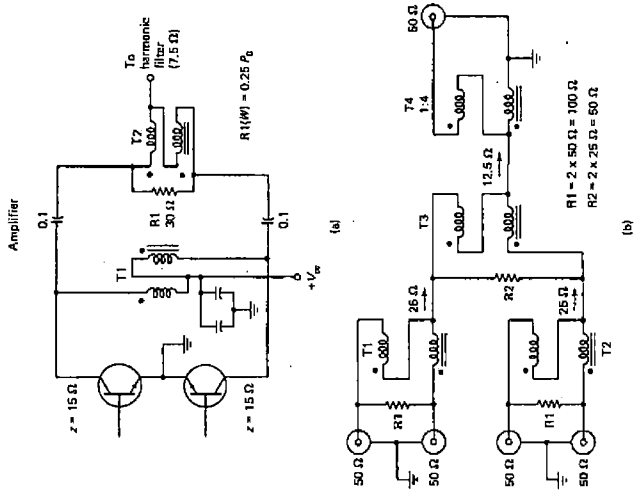 Amplifier
z = 15 Ω
z = 15 Ω
0.1
T1
+V
0.1
R1
30 Ω
T2
To
harmonic
filter
(7.5 Ω)
R1(W) = 0.25 P
(a)
50 Ω
50 Ω
R1
T1
25 Ω
50 Ω
50 Ω
R1
T2
25 Ω
R2
T3
12.5 Ω
T4
1:4
50 Ω
R1 = 2 x 50 Ω = 100 Ω
R2 = 2 x 25 Ω = 50 Ω
(b)